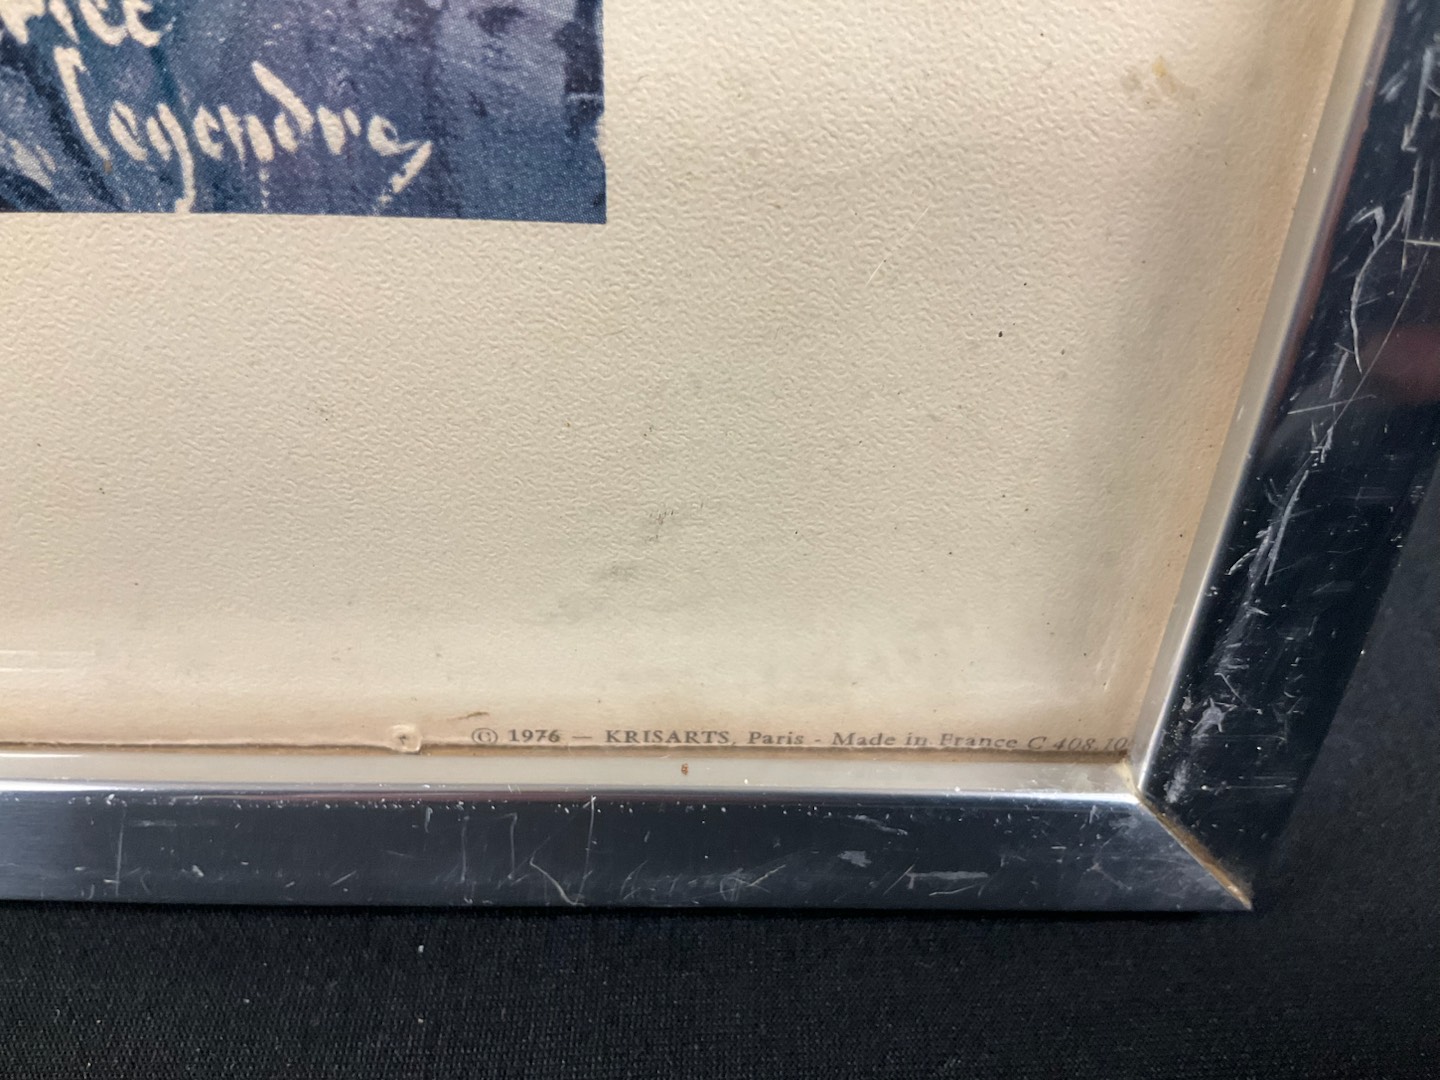 Legendre
© 1976 — KRISARTS, Paris - Made in France C 408.10